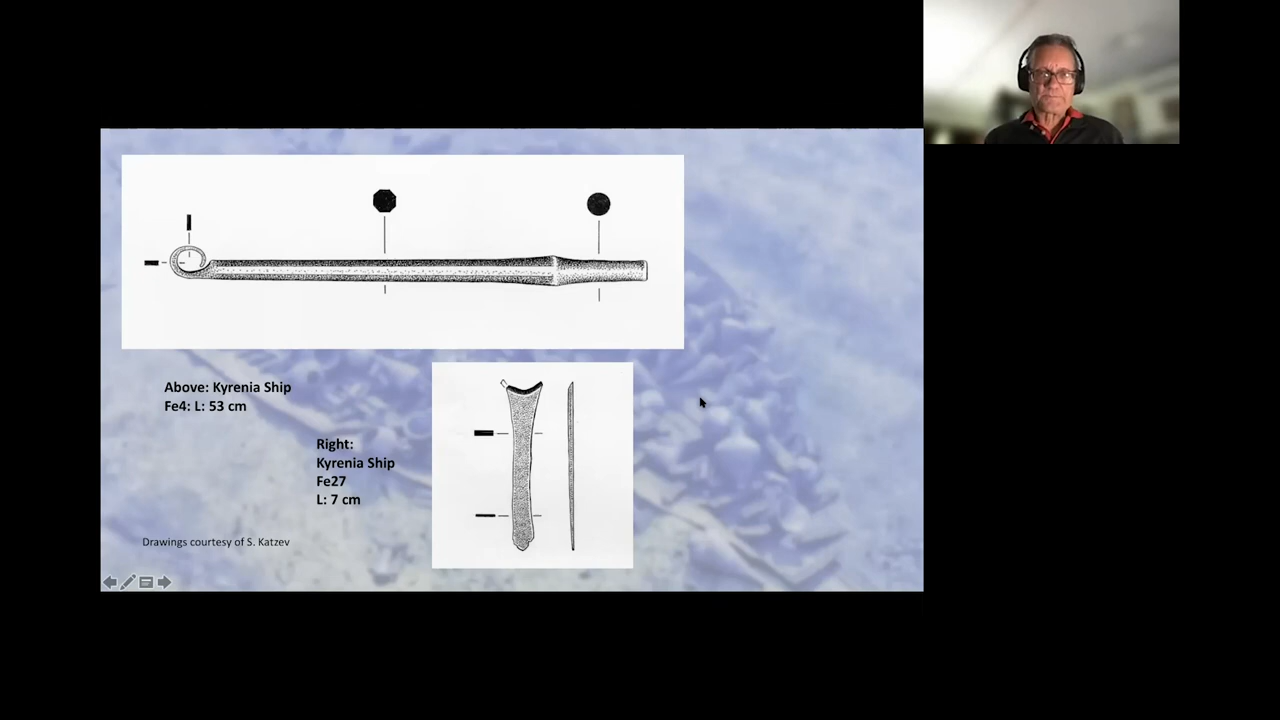 Above: Kyrenia Ship
Fe4: L: 53 cm
Right:
Kyrenia Ship
Fe27
L: 7 cm
Drawings courtesy of S. Katzev